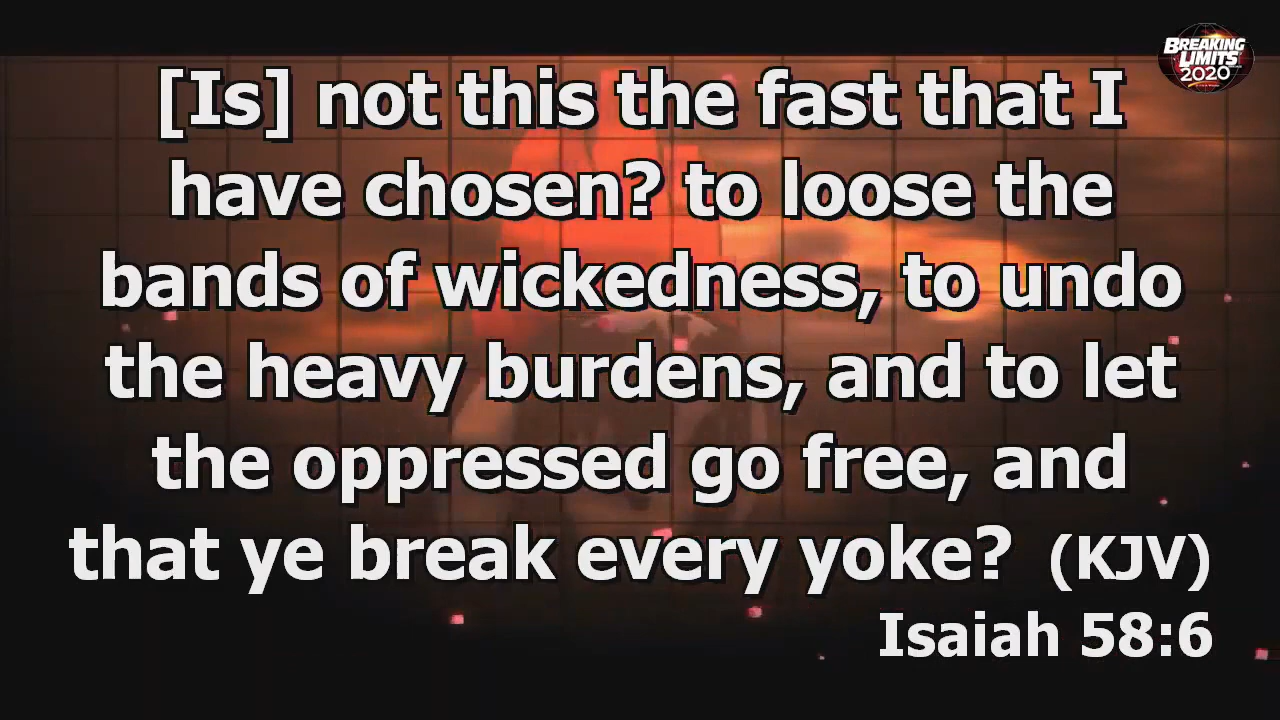 BREAKING
LIMITS
2020
[Is] not this the fast that I
have chosen? to loose the
bands of wickedness, to undo
the heavy burdens, and to let
the oppressed go free, and
that ye break every yoke? (KJV)
Isaiah 58:6